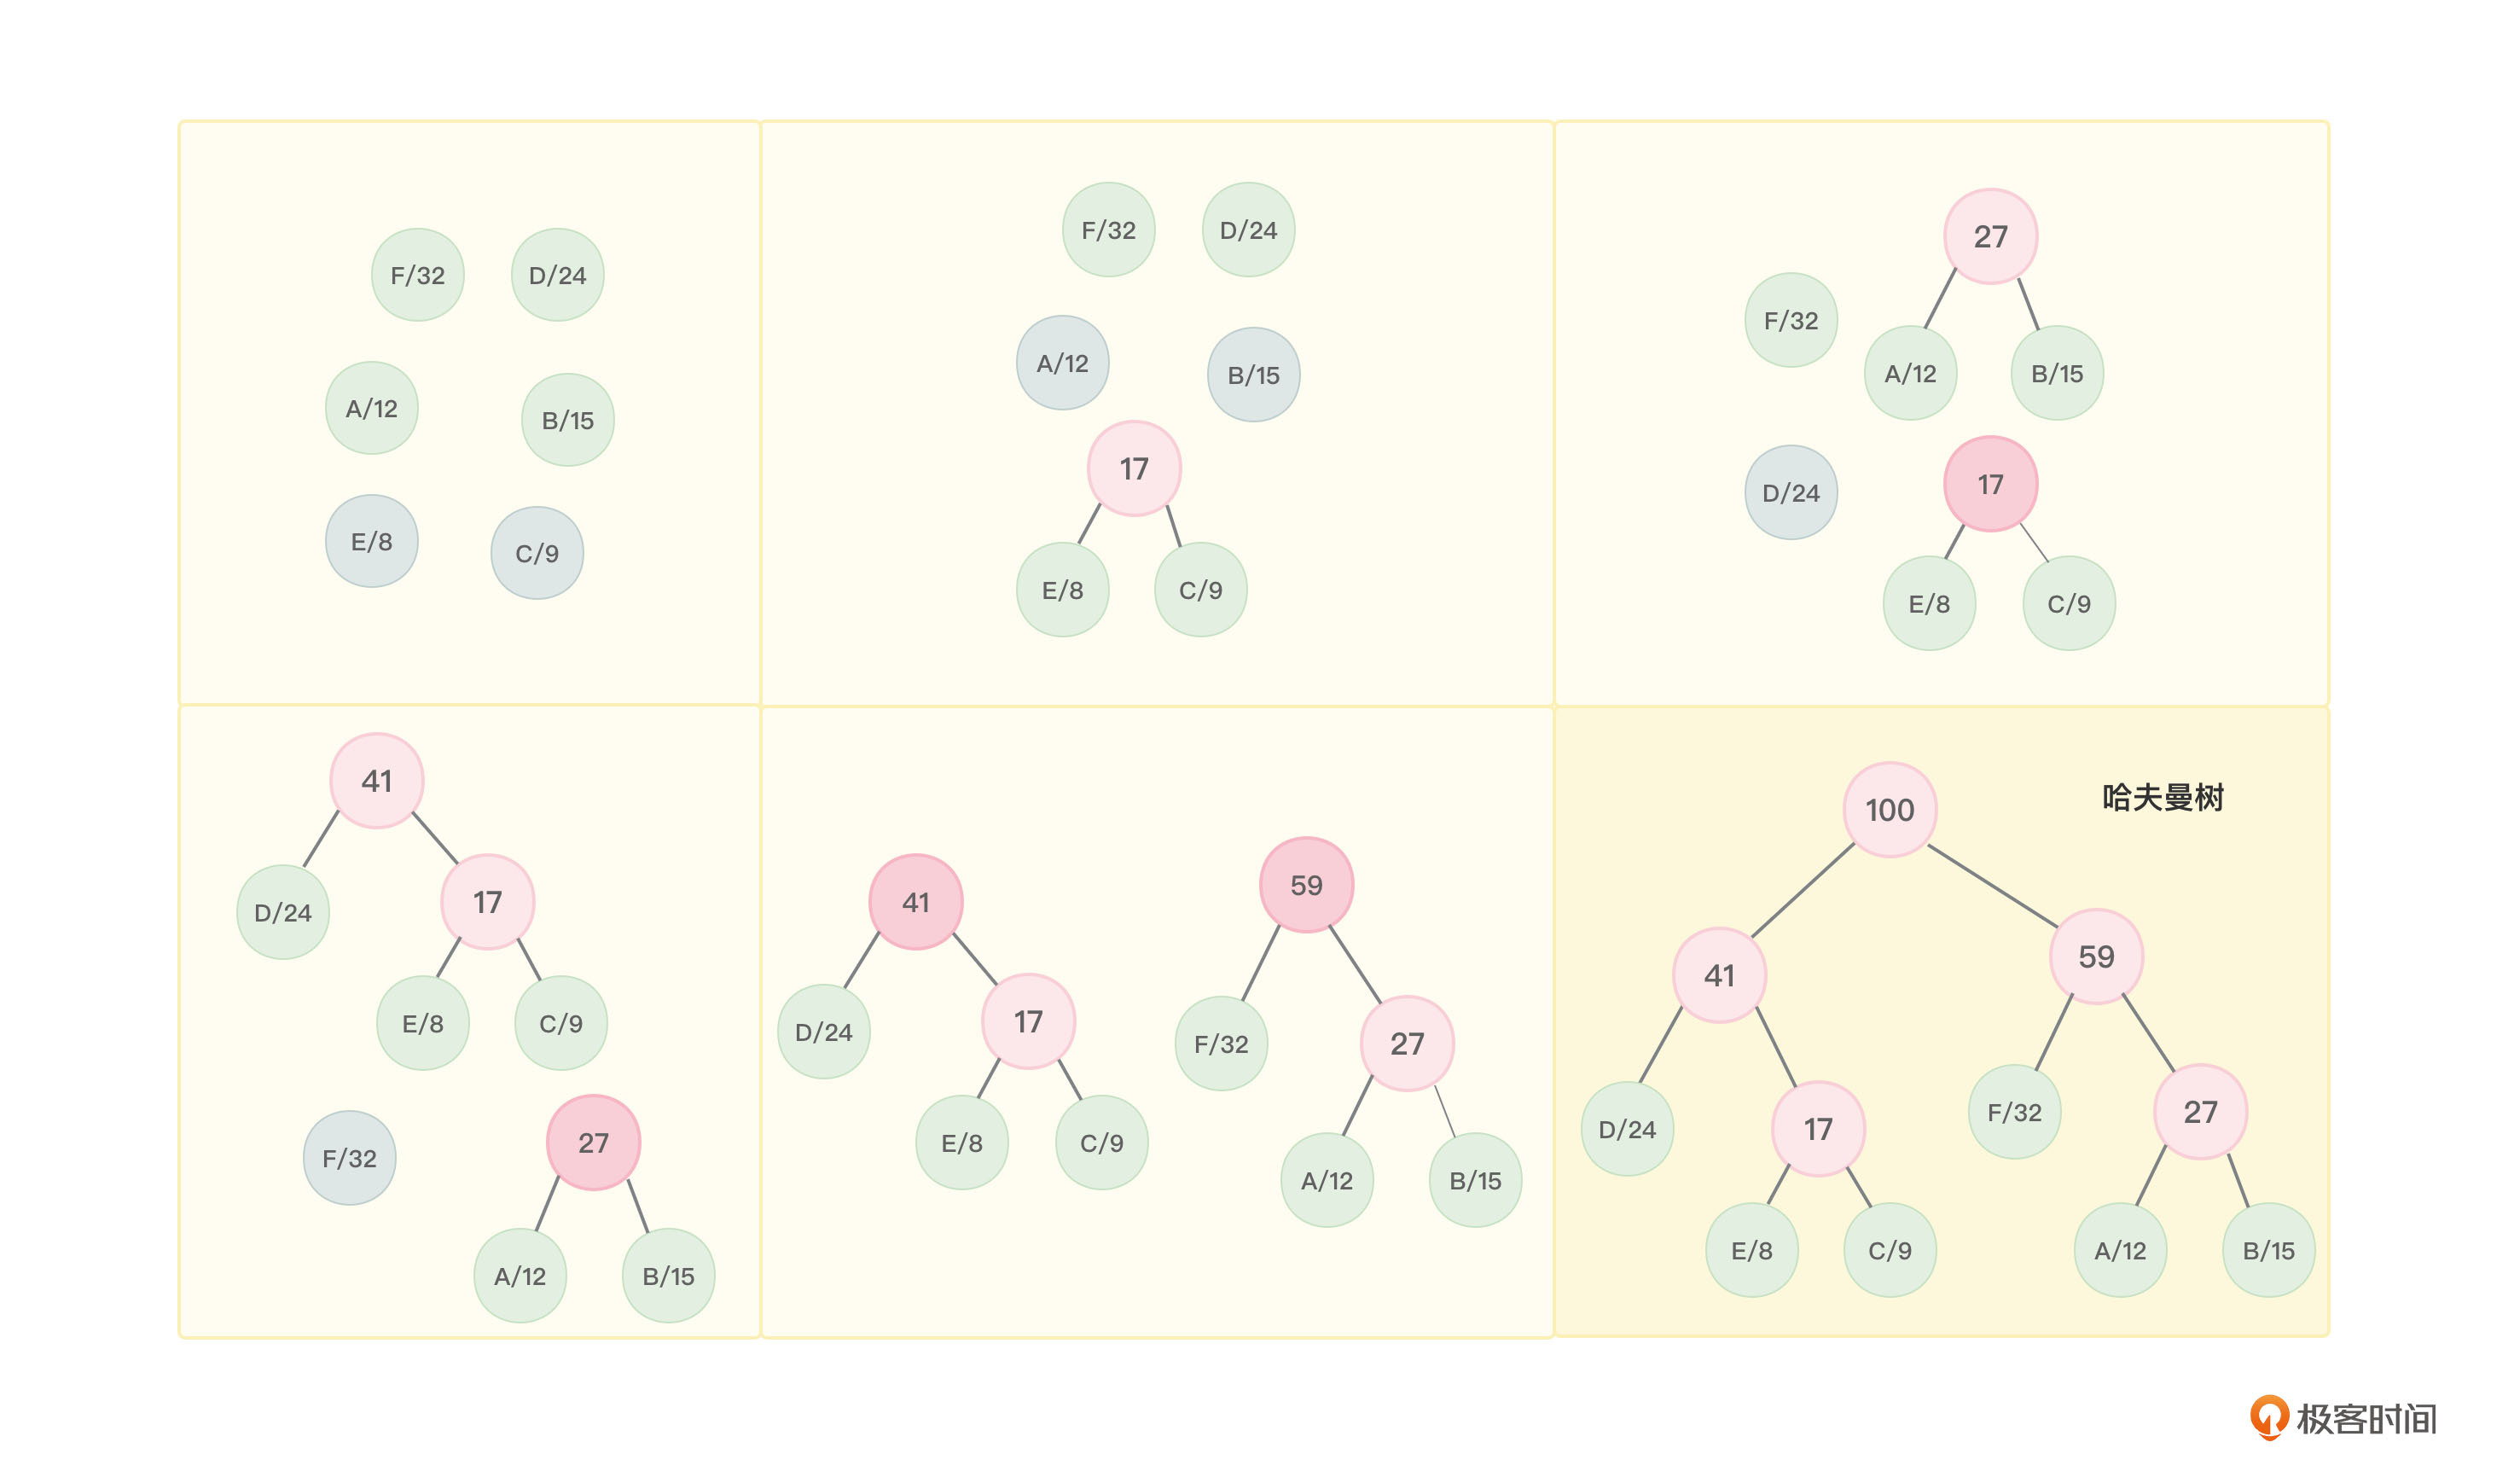 F/32 D/24
A/12 B/15
E/8 C/9
F/32 D/24
A/12 B/15
17
E/8 C/9
27
F/32
A/12 B/15
D/24 17
E/8 C/9
41
D/24 17
E/8 C/9
F/32 27
A/12 B/15
41 59
D/24 17 F/32 27
E/8 C/9 A/12 B/15
哈夫曼树
100
41 59
D/24 17 F/32 27
E/8 C/9 A/12 B/15
极客时间